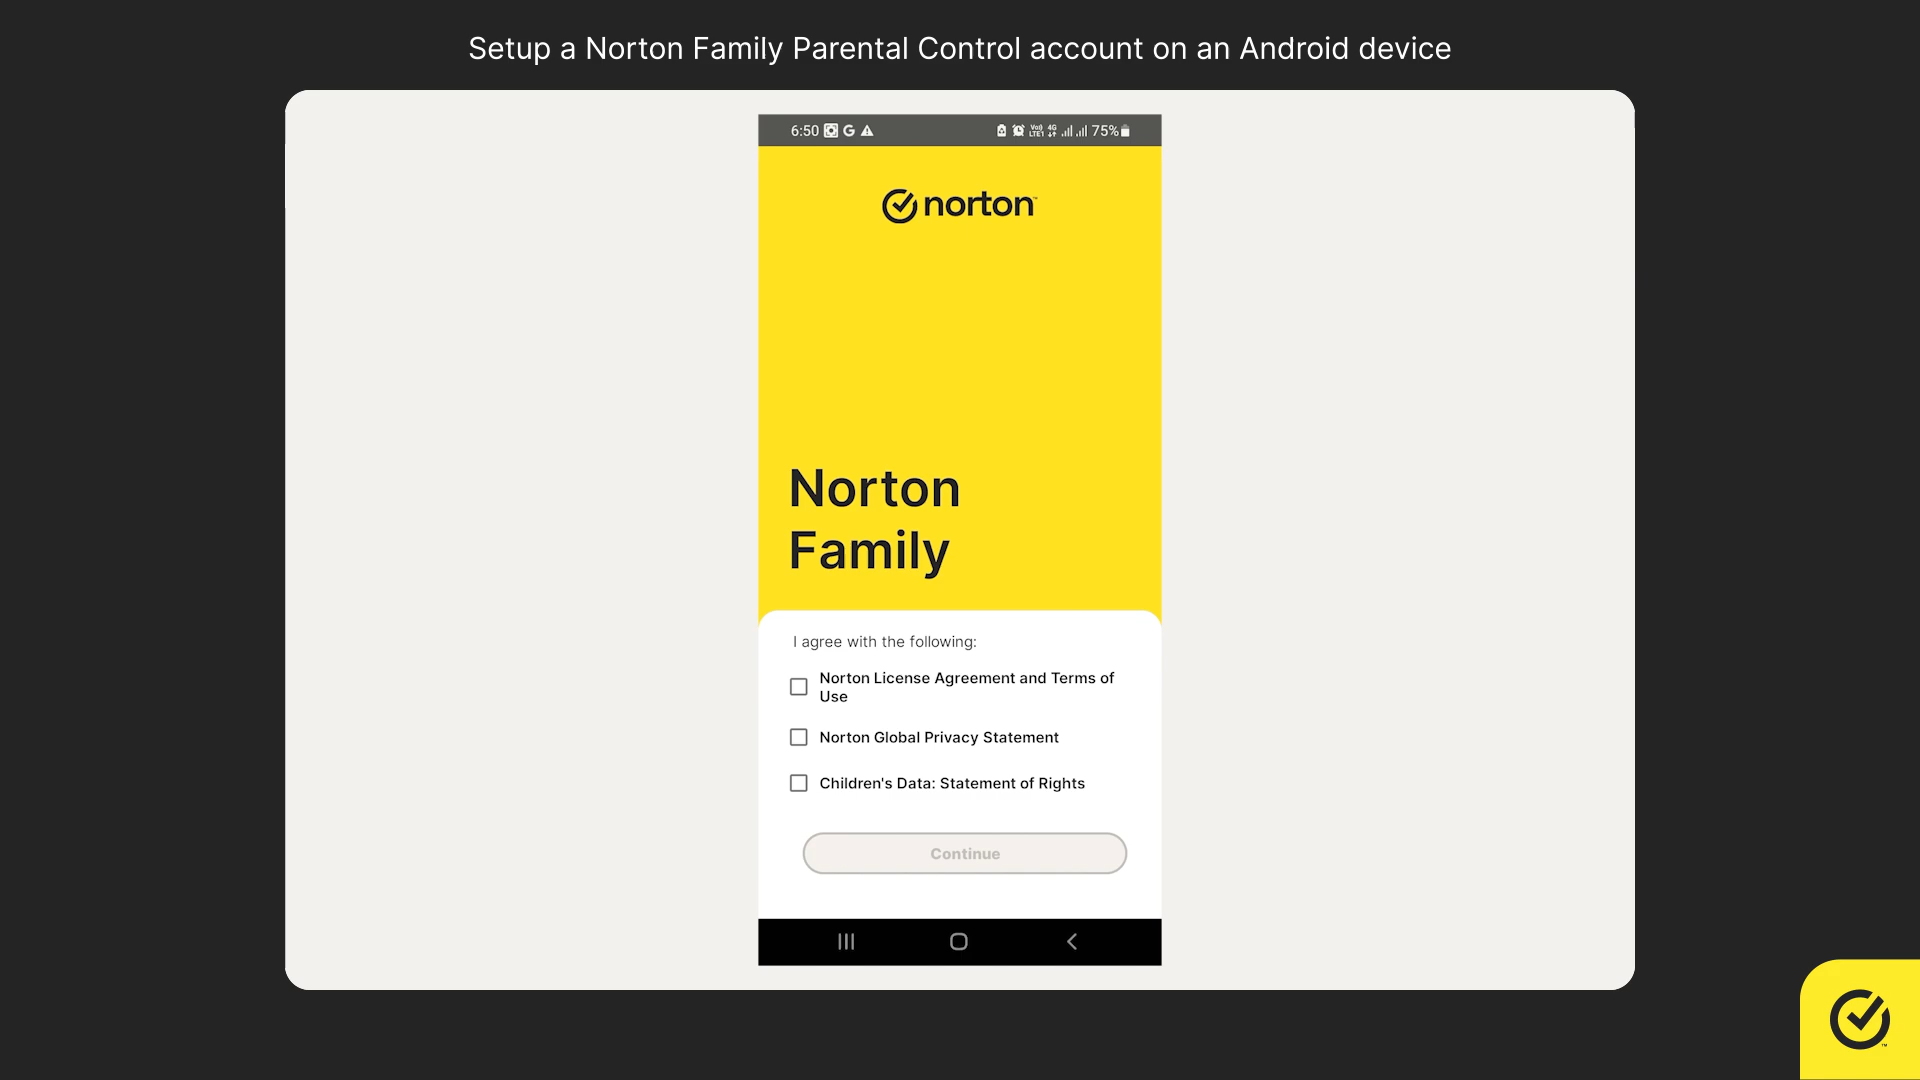 Setup a Norton Family Parental Control account on an Android device
6:50 G 75%
norton
Norton
Family
I agree with the following:
Norton License Agreement and Terms of
Use
Norton Global Privacy Statement
Children's Data: Statement of Rights
Continue